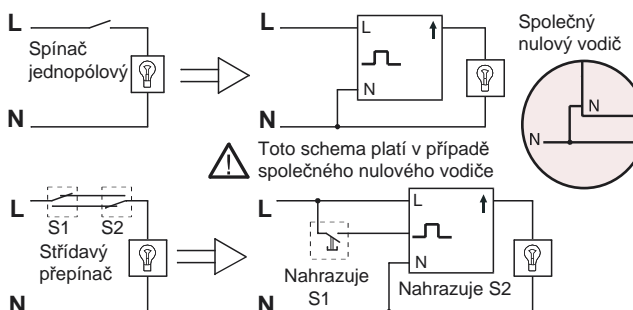 L
Spínač
jednopólový
N
L
N
L
N
Společný
nulový vodič
N
N
Toto schema platí v případě
společného nulového vodiče
L
S1 S2
Střídavý
přepínač
N
L
L
N
Nahrazuje
S1
Nahrazuje S2
N